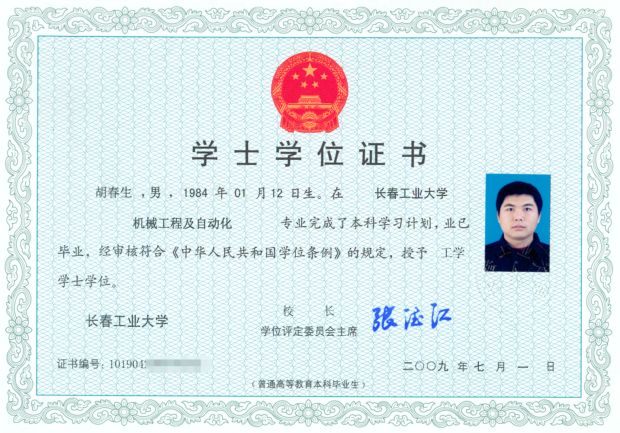 学士学位证书
胡春生 ,男 , 1984 年 01 月 12 日生。在 长春工业大学
机械工程及自动化 专业完成了本科学习计划, 业已
毕业, 经审核符合《中华人民共和国学位条例》的规定, 授予 工学
学士学位。
长春工业大学
校 长
学位评定委员会主席
张德江
证书编号: 101904
二〇〇九 年 七 月 一 日
(普通高等教育本科毕业生)